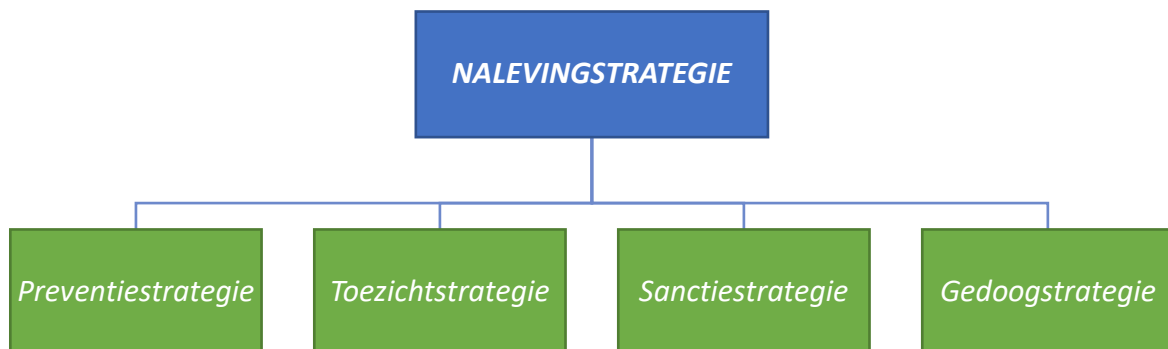 NALEVINGSTRATEGIE
Preventiestrategie
Toezichtstrategie
Sanctiestrategie
Gedoogstrategie